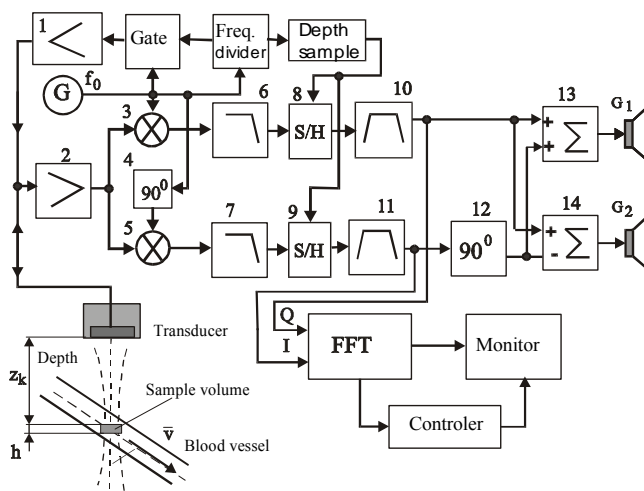 1
Gate
Freq.
divider
Depth
sample
G
f0
3
6
8
10
13
G1
2
4
S/H
+
+
Σ
90⁰
5
7
9
11
12
14
G2
S/H
90⁰
+
-
Σ
Q
I
FFT
Monitor
Controler
Transducer
Depth
zk
Sample volume
v̅
h
Blood vessel